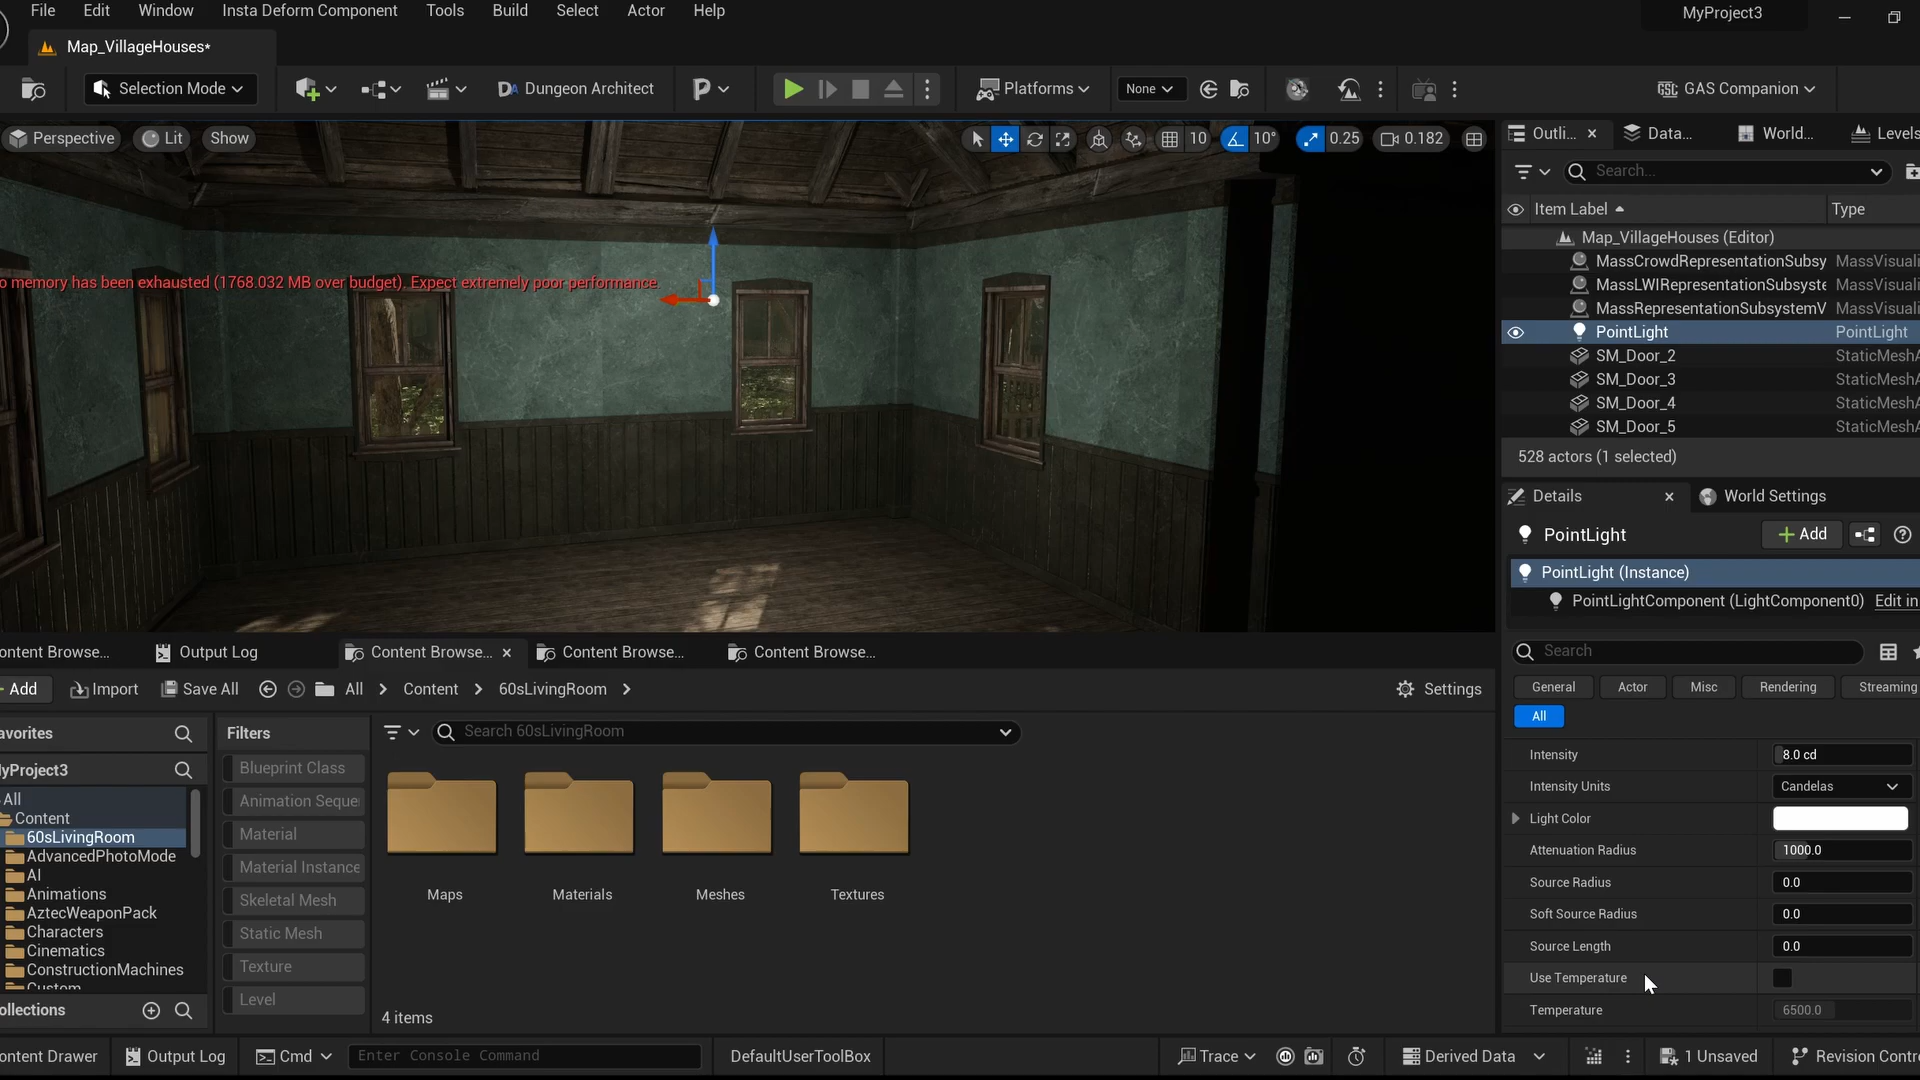 File Edit Window Insta Deform Component Tools Build Select Actor Help MyProject3
Map_VillageHouses*
Selection Mode Dungeon Architect Platforms None GAS Companion
Perspective Lit Show 10 10° 0.25 0.182
Outli... Data... World... Levels
Search...
Item Label Type
Map_VillageHouses (Editor)
MassCrowdRepresentationSubsy MassVisuali
MassLWIRepresentationSubsyste MassVisuali
MassRepresentationSubsystemV MassVisuali
PointLight PointLight
SM_Door_2 StaticMeshA
SM_Door_3 StaticMeshA
SM_Door_4 StaticMeshA
SM_Door_5 StaticMeshA
528 actors (1 selected)
o memory has been exhausted (1768.032 MB over budget). Expect extremely poor performance.
Details World Settings
PointLight Add
PointLight (Instance)
PointLightComponent (LightComponent0) Edit in
Search
General Actor Misc Rendering Streaming
All
Intensity 8.0 cd
Intensity Units Candelas
Light Color
Attenuation Radius 1000.0
Source Radius 0.0
Soft Source Radius 0.0
Source Length 0.0
Use Temperature
Temperature 6500.0
ontent Browse... Output Log Content Browse... Content Browse... Content Browse...
Add Import Save All All Content 60sLivingRoom Settings
avorites
MyProject3
All
Content
60sLivingRoom
AdvancedPhotoMode
AI
Animations
AztecWeaponPack
Characters
Cinematics
ConstructionMachines
Custom
ollections
Filters
Blueprint Class
Animation Seque
Material
Material Instance
Skeletal Mesh
Static Mesh
Texture
Level
Search 60sLivingRoom
Maps Materials Meshes Textures
4 items
ontent Drawer Output Log Cmd Enter Console Command DefaultUserToolBox Trace Derived Data 1 Unsaved Revision Contr